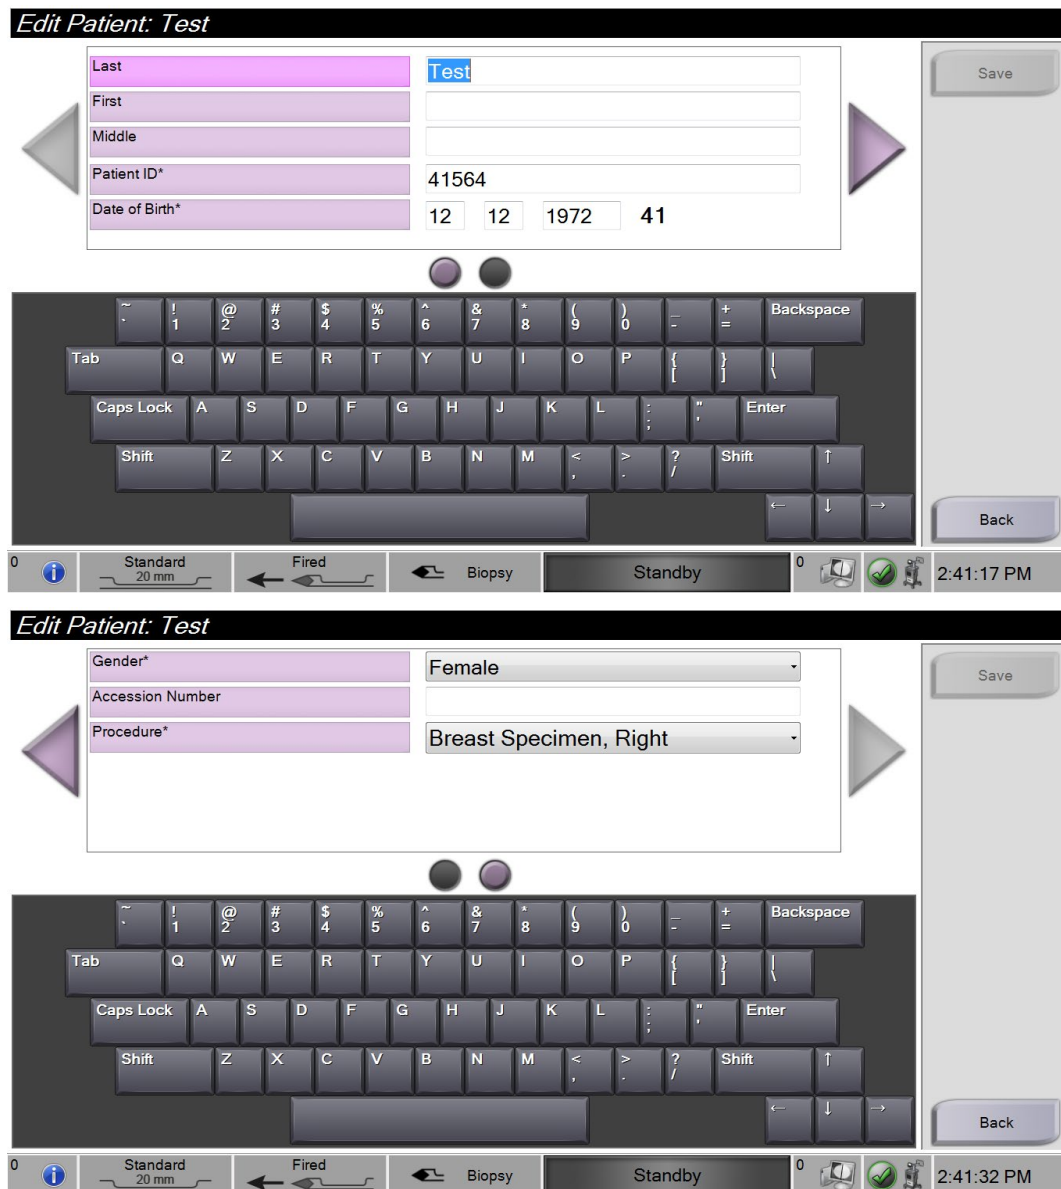 Edit Patient: Test
Last Test Save
First
Middle
Patient ID* 41564
Date of Birth* 12 12 1972 41
~ ! @ # $ % ^ & * ( ) _ + Backspace
` 1 2 3 4 5 6 7 8 9 0 - =
Tab Q W E R T Y U I O P { } |
[ ] \
Caps Lock A S D F G H J K L : " Enter
; '
Shift Z X C V B N M < > ? Shift ↑
, . /
← ↓ →
Back
0 Standard Fired Biopsy Standby 0 2:41:17 PM
20 mm
Edit Patient: Test
Gender* Female Save
Accession Number
Procedure* Breast Specimen, Right
~ ! @ # $ % ^ & * ( ) _ + Backspace
` 1 2 3 4 5 6 7 8 9 0 - =
Tab Q W E R T Y U I O P { } |
[ ] \
Caps Lock A S D F G H J K L : " Enter
; '
Shift Z X C V B N M < > ? Shift ↑
, . /
← ↓ →
Back
0 Standard Fired Biopsy Standby 0 2:41:32 PM
20 mm